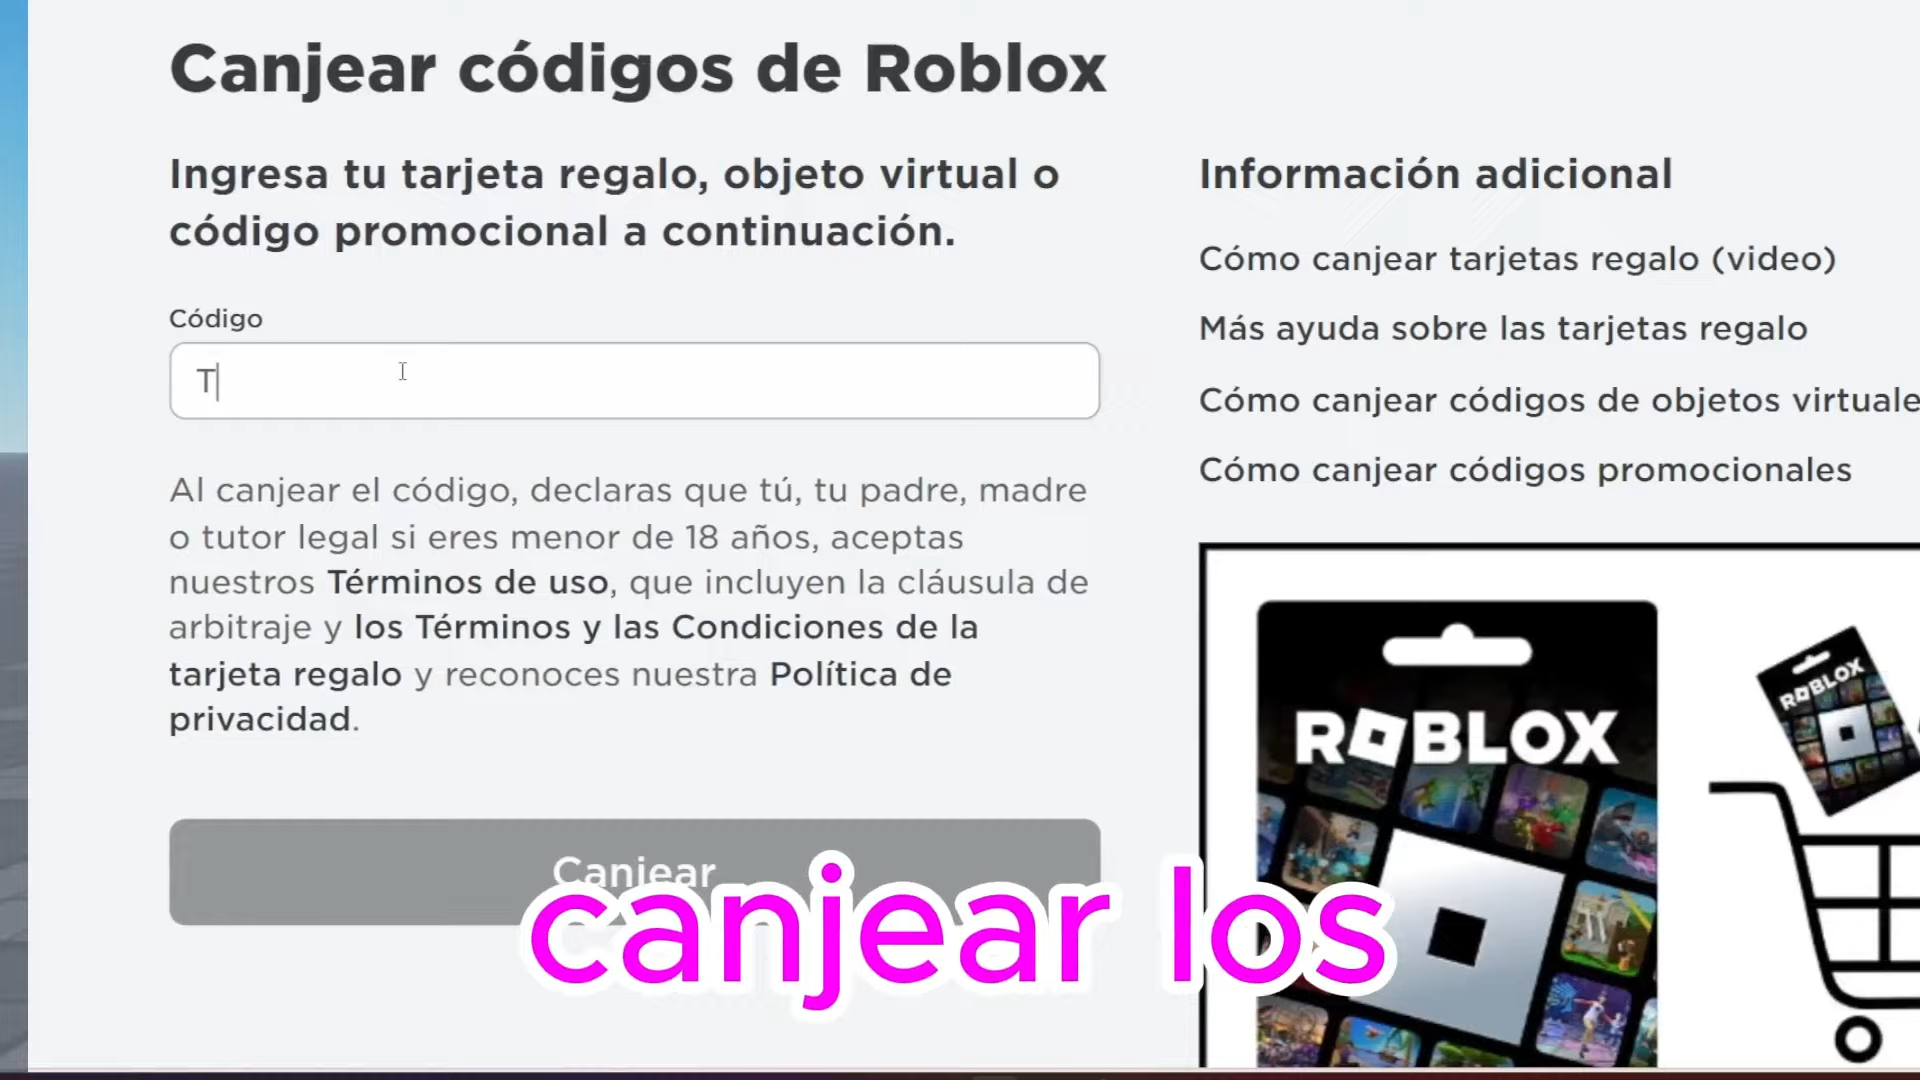 Canjear códigos de Roblox
Ingresa tu tarjeta regalo, objeto virtual o
código promocional a continuación.
Código
T
Al canjear el código, declaras que tú, tu padre, madre
o tutor legal si eres menor de 18 años, aceptas
nuestros Términos de uso, que incluyen la cláusula de
arbitraje y los Términos y las Condiciones de la
tarjeta regalo y reconoces nuestra Política de
privacidad.
Canjear
canjear los
Información adicional
Cómo canjear tarjetas regalo (video)
Más ayuda sobre las tarjetas regalo
Cómo canjear códigos de objetos virtuale
Cómo canjear códigos promocionales
ROBLOX
ROBLOX